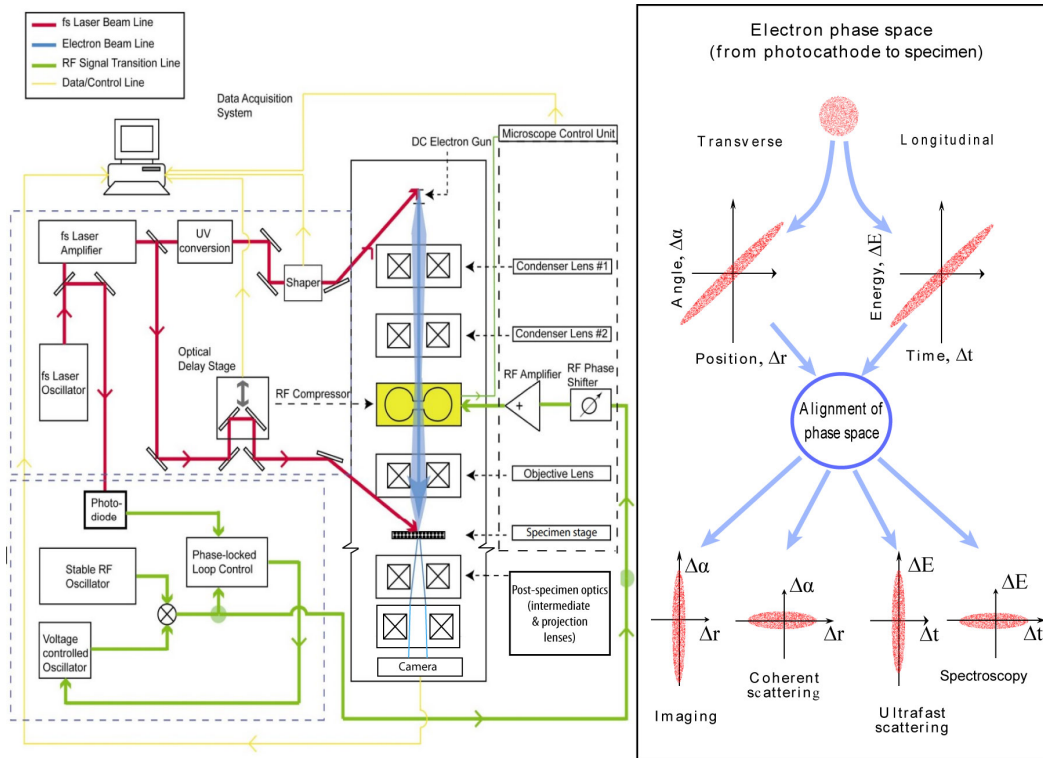 fs Laser Beam Line
Electron Beam Line
RF Signal Transition Line
Data/Control Line
Data Acquisition
System
Microscope Control Unit
DC Electron Gun
fs Laser
Amplifier
UV
conversion
Shaper
Condenser Lens #1
Condenser Lens #2
fs Laser
Oscillator
Optical
Delay Stage
RF Compressor
RF Amplifier
+
RF Phase
Shifter
Objective Lens
Specimen stage
Photo-
diode
Stable RF
Oscillator
Phase-locked
Loop Control
Voltage
controlled
Oscillator
Post-specimen optics
(intermediate
& projection
lenses)
Camera
Electron phase space
(from photocathode to specimen)
Transverse
Longitudinal
Angle, Δα
Position, Δr
Energy, ΔE
Time, Δt
Alignment of
phase space
Δα
Δr
Imaging
Δα
Δr
Coherent
scattering
ΔE
Δt
Ultrafast
scattering
ΔE
Δt
Spectroscopy